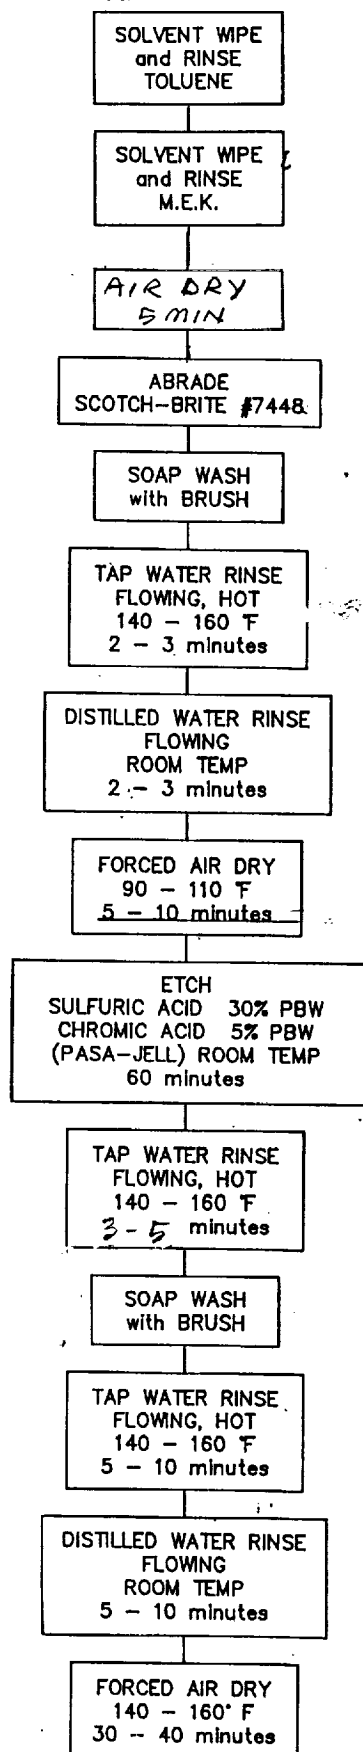 SOLVENT WIPE
and RINSE
TOLUENE
SOLVENT WIPE
and RINSE
M.E.K.
AIR DRY
5 MIN
ABRADE
SCOTCH-BRITE #7448
SOAP WASH
with BRUSH
TAP WATER RINSE
FLOWING, HOT
140 - 160 °F
2 - 3 minutes
DISTILLED WATER RINSE
FLOWING
ROOM TEMP
2 - 3 minutes
FORCED AIR DRY
90 - 110 °F
5 - 10 minutes
ETCH
SULFURIC ACID 30% PBW
CHROMIC ACID 5% PBW
(PASA-JELL) ROOM TEMP
60 minutes
TAP WATER RINSE
FLOWING, HOT
140 - 160 °F
3 - 5 minutes
SOAP WASH
with BRUSH
TAP WATER RINSE
FLOWING, HOT
140 - 160 °F
5 - 10 minutes
DISTILLED WATER RINSE
FLOWING
ROOM TEMP
5 - 10 minutes
FORCED AIR DRY
140 - 160° F
30 - 40 minutes